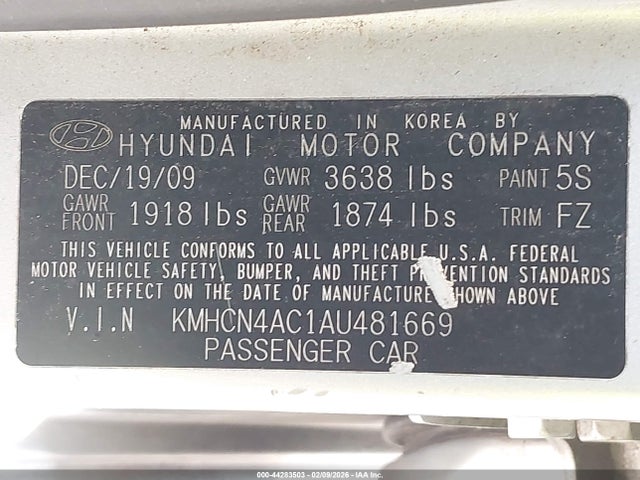 MANUFACTURED IN KOREA BY
HYUNDAI MOTOR COMPANY
DEC/19/09 GVWR 3638 lbs PAINT 5S
GAWR FRONT 1918 lbs GAWR REAR 1874 lbs TRIM FZ
THIS VEHICLE CONFORMS TO ALL APPLICABLE U.S.A. FEDERAL
MOTOR VEHICLE SAFETY, BUMPER, AND THEFT PREVENTION STANDARDS
IN EFFECT ON THE DATE OF MANUFACTURE SHOWN ABOVE
V.I.N KMHCN4AC1AU481669
PASSENGER CAR
000-44283503 - 02/09/2026 - IAA Inc.